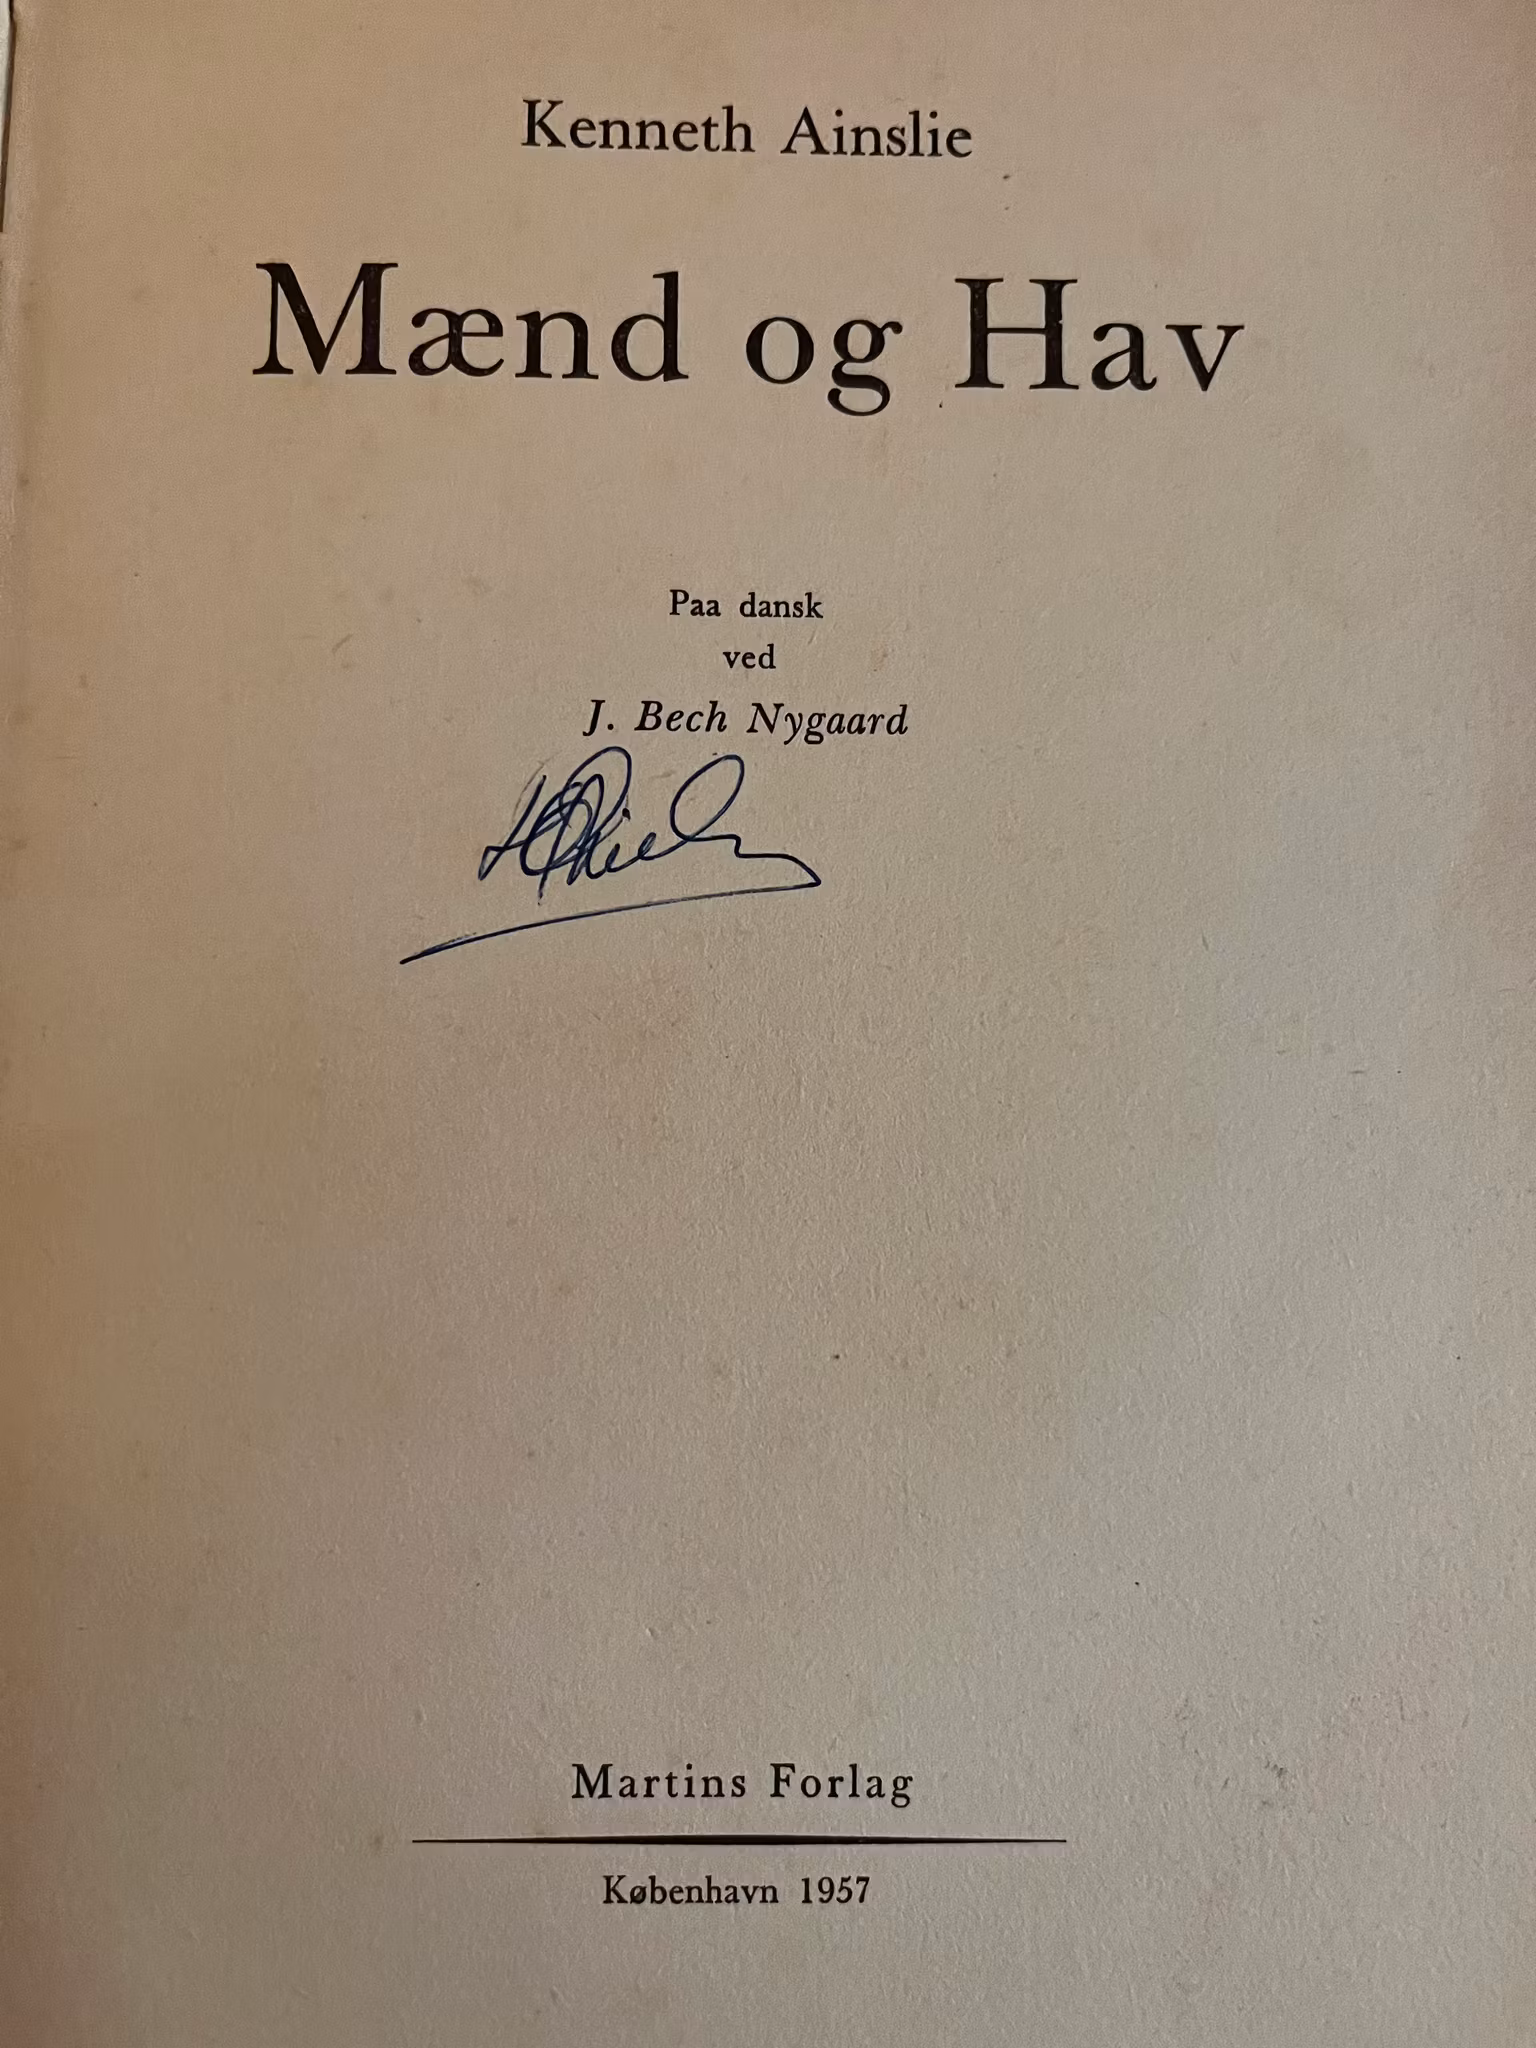 Kenneth Ainslie
Mænd og Hav
Paa dansk
ved
J. Bech Nygaard
Martins Forlag
København 1957